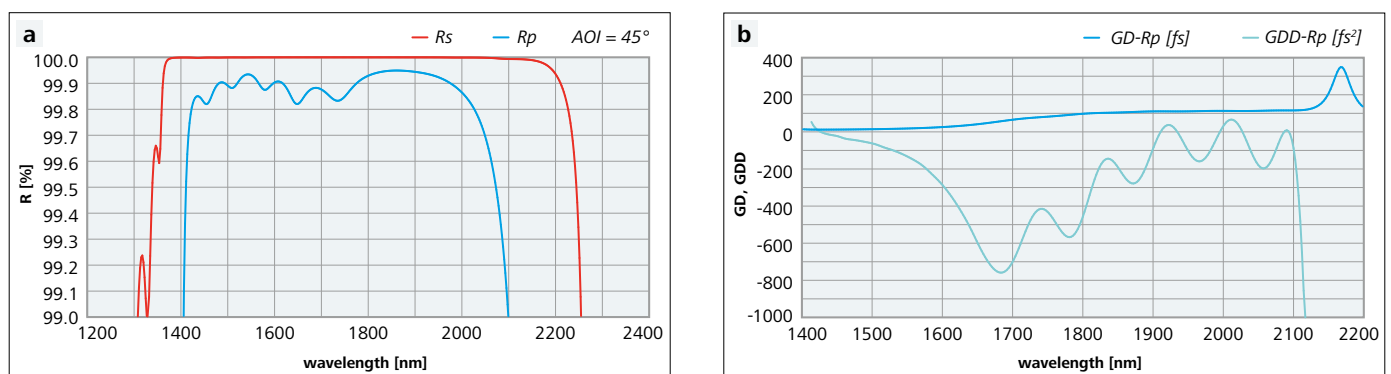 a
Rs Rp AOI = 45°
100.0
99.9
99.8
99.7
99.6
99.5
99.4
99.3
99.2
99.1
99.0
R [%]
1200 1400 1600 1800 2000 2200 2400
wavelength [nm]
b
GD-Rp [fs] GDD-Rp [fs²]
400
200
0
-200
-400
-600
-800
-1000
GD, GDD
1400 1500 1600 1700 1800 1900 2000 2100 2200
wavelength [nm]